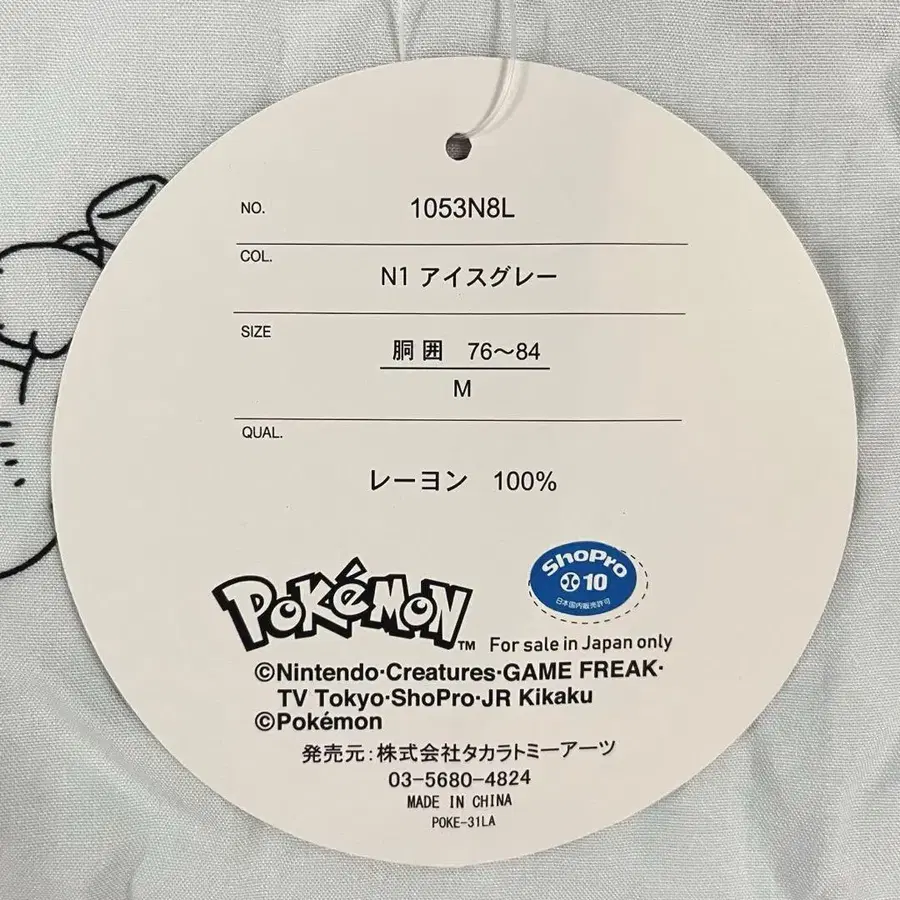 NO. 1053N8L
COL. N1 アイスグレー
SIZE 胴囲 76～84
M
QUAL.
レーヨン 100%
ShoPro
10
日本国内販売許可
POKéMON™
For sale in Japan only
©Nintendo·Creatures·GAME FREAK·
TV Tokyo·ShoPro·JR Kikaku
©Pokémon
発売元:株式会社タカラトミーアーツ
03-5680-4824
MADE IN CHINA
POKE-31LA